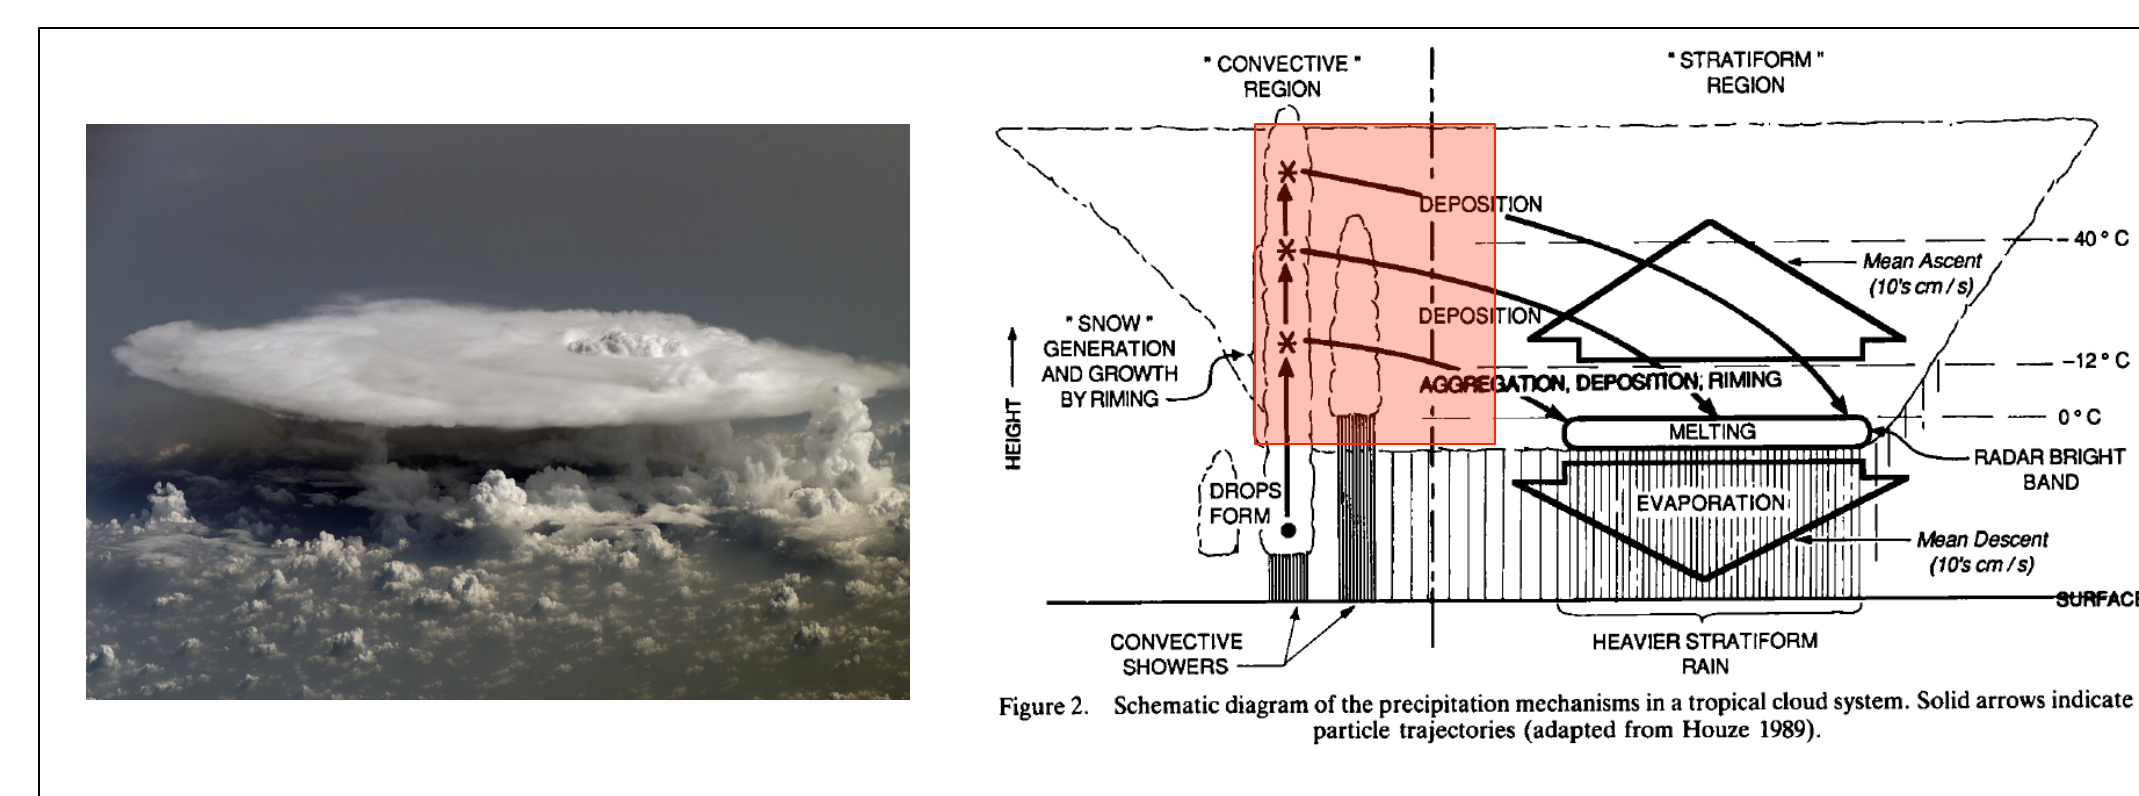 " CONVECTIVE "
REGION
" STRATIFORM "
REGION
DEPOSITION
-40°C
Mean Ascent
(10's cm / s)
DEPOSITION
" SNOW "
GENERATION
AND GROWTH
BY RIMING
-12°C
AGGREGATION, DEPOSITION, RIMING
HEIGHT
0°C
MELTING
RADAR BRIGHT
BAND
DROPS
FORM
EVAPORATION
Mean Descent
(10's cm / s)
SURFACE
CONVECTIVE
SHOWERS
HEAVIER STRATIFORM
RAIN
Figure 2. Schematic diagram of the precipitation mechanisms in a tropical cloud system. Solid arrows indicate
particle trajectories (adapted from Houze 1989).